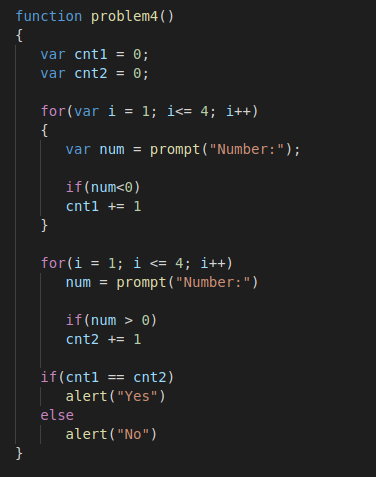 function problem4()
{
var cnt1 = 0;
var cnt2 = 0;
for(var i = 1; i<= 4; i++)
{
var num = prompt("Number:");
if(num<0)
cnt1 += 1
}
for(i = 1; i <= 4; i++)
num = prompt("Number:")
if(num > 0)
cnt2 += 1
if(cnt1 == cnt2)
alert("Yes")
else
alert("No")
}